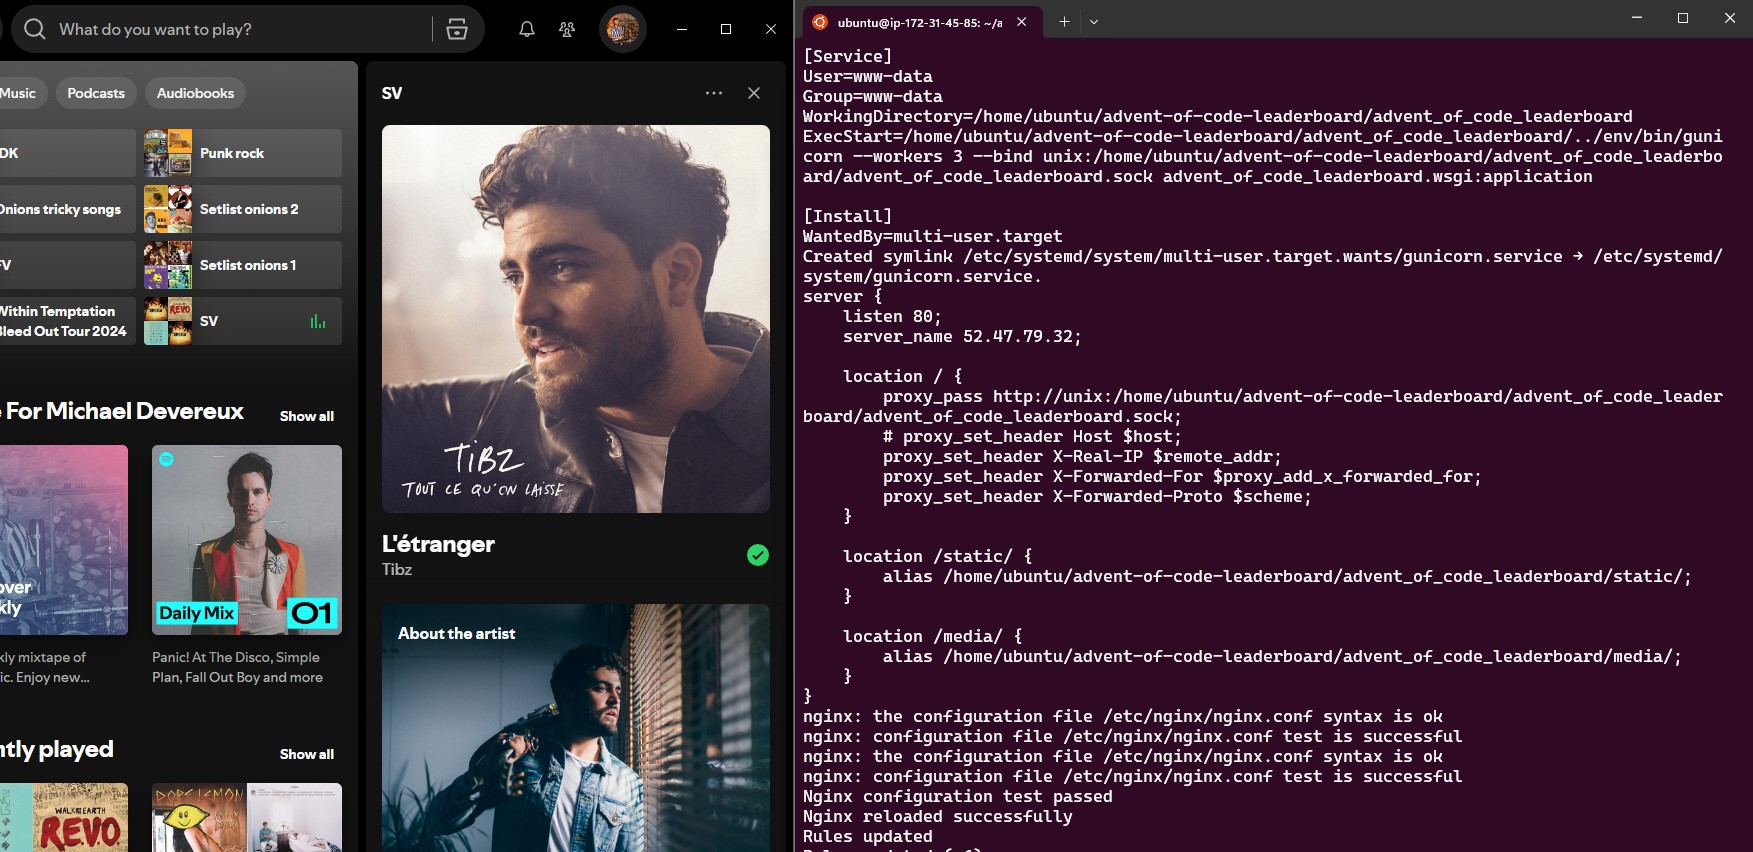 What do you want to play?
Music
Podcasts
Audiobooks
DK
Punk rock
Onions tricky songs
Setlist onions 2
Setlist onions 1
Within Temptation
Bleed Out Tour 2024
SV
For Michael Devereux
Show all
Daily Mix
01
mixtape of
Enjoy new...
Panic! At The Disco, Simple
Plan, Fall Out Boy and more
played
Show all
WALK OFF THE EARTH
REVO
DOPE LEMON
SV
TiBZ
TOUT CE QU'ON LAISSE
L'étranger
Tibz
About the artist
ubuntu@ip-172-31-45-85: ~/a
[Service]
User=www-data
Group=www-data
WorkingDirectory=/home/ubuntu/advent-of-code-leaderboard/advent_of_code_leaderboard
ExecStart=/home/ubuntu/advent-of-code-leaderboard/advent_of_code_leaderboard/../env/bin/guni
corn --workers 3 --bind unix:/home/ubuntu/advent-of-code-leaderboard/advent_of_code_leaderbo
ard/advent_of_code_leaderboard.sock advent_of_code_leaderboard.wsgi:application
[Install]
WantedBy=multi-user.target
Created symlink /etc/systemd/system/multi-user.target.wants/gunicorn.service → /etc/systemd/
system/gunicorn.service.
server {
listen 80;
server_name 52.47.79.32;
location / {
proxy_pass http://unix:/home/ubuntu/advent-of-code-leaderboard/advent_of_code_leader
board/advent_of_code_leaderboard.sock;
# proxy_set_header Host $host;
proxy_set_header X-Real-IP $remote_addr;
proxy_set_header X-Forwarded-For $proxy_add_x_forwarded_for;
proxy_set_header X-Forwarded-Proto $scheme;
}
location /static/ {
alias /home/ubuntu/advent-of-code-leaderboard/advent_of_code_leaderboard/static/;
}
location /media/ {
alias /home/ubuntu/advent-of-code-leaderboard/advent_of_code_leaderboard/media/;
}
}
nginx: the configuration file /etc/nginx/nginx.conf syntax is ok
nginx: configuration file /etc/nginx/nginx.conf test is successful
nginx: the configuration file /etc/nginx/nginx.conf syntax is ok
nginx: configuration file /etc/nginx/nginx.conf test is successful
Nginx configuration test passed
Nginx reloaded successfully
Rules updated